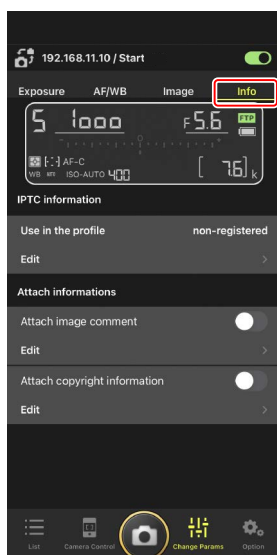 192.168.11.10 / Start
Exposure AF/WB Image Info
S 1000 F5.6 FTP
AF-C
WB ISO-AUTO 400 [ 7.6] k
IPTC information
Use in the profile non-registered
Edit
Attach informations
Attach image comment
Edit
Attach copyright information
Edit
List Camera Control Change Params Option